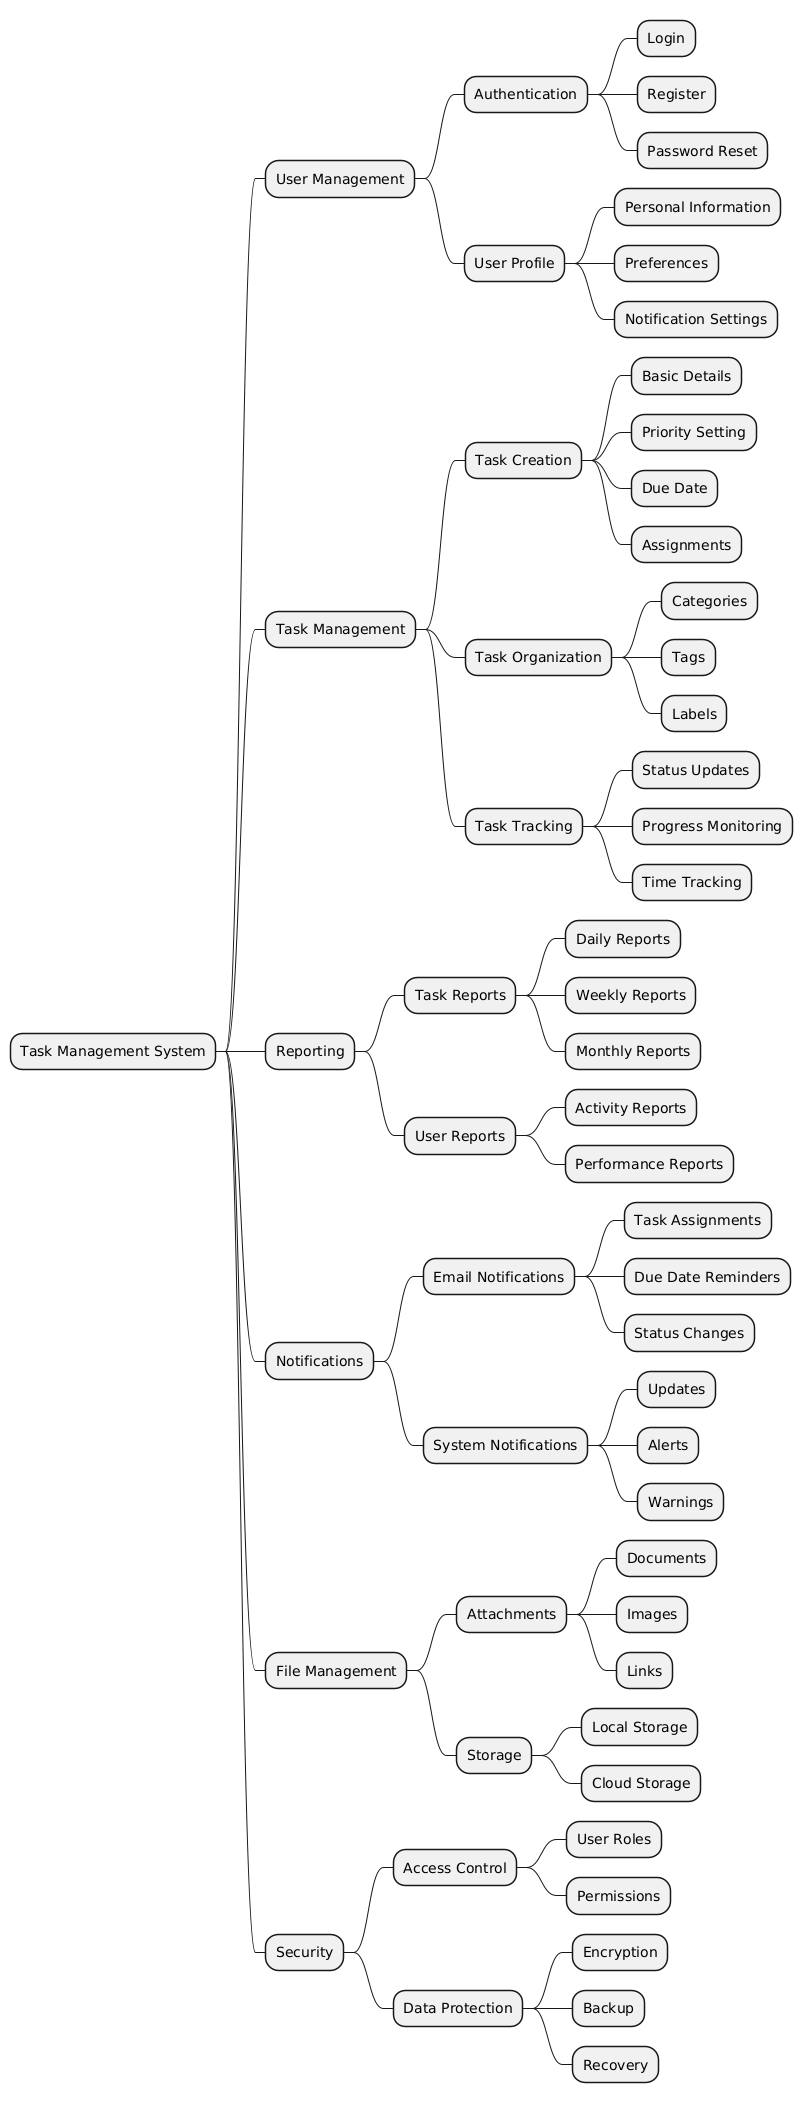 Task Management System
User Management
Authentication
Login
Register
Password Reset
User Profile
Personal Information
Preferences
Notification Settings
Task Management
Task Creation
Basic Details
Priority Setting
Due Date
Assignments
Task Organization
Categories
Tags
Labels
Task Tracking
Status Updates
Progress Monitoring
Time Tracking
Reporting
Task Reports
Daily Reports
Weekly Reports
Monthly Reports
User Reports
Activity Reports
Performance Reports
Notifications
Email Notifications
Task Assignments
Due Date Reminders
Status Changes
System Notifications
Updates
Alerts
Warnings
File Management
Attachments
Documents
Images
Links
Storage
Local Storage
Cloud Storage
Security
Access Control
User Roles
Permissions
Data Protection
Encryption
Backup
Recovery